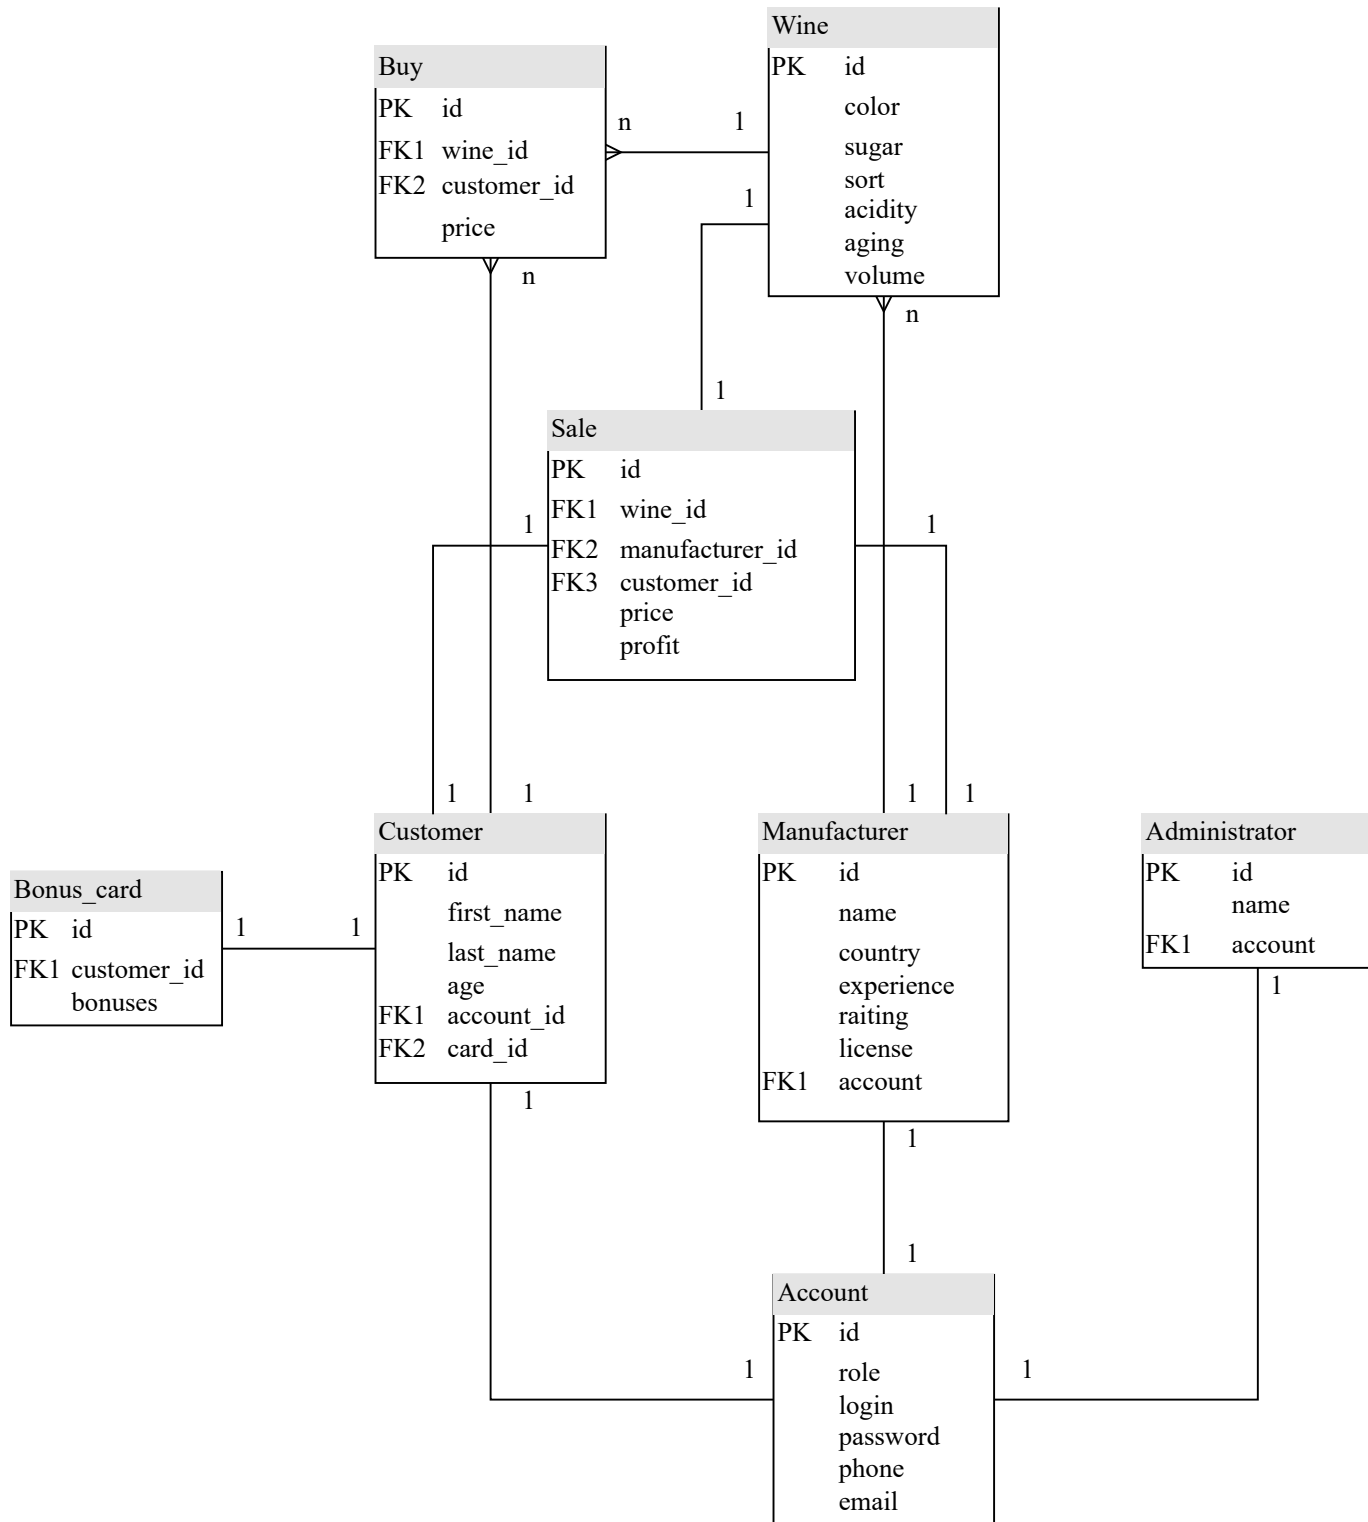 Wine
PK id
color
sugar
sort
acidity
aging
volume
Buy
PK id
FK1 wine_id
FK2 customer_id
price
n
1
1
n
n
1
Sale
PK id
FK1 wine_id
FK2 manufacturer_id
FK3 customer_id
price
profit
1
1
1
1
1
1
Customer
PK id
first_name
last_name
age
FK1 account_id
FK2 card_id
Manufacturer
PK id
name
country
experience
raiting
license
FK1 account
Administrator
PK id
name
FK1 account
Bonus_card
PK id
FK1 customer_id
bonuses
1
1
1
1
1
1
1
1
Account
PK id
role
login
password
phone
email